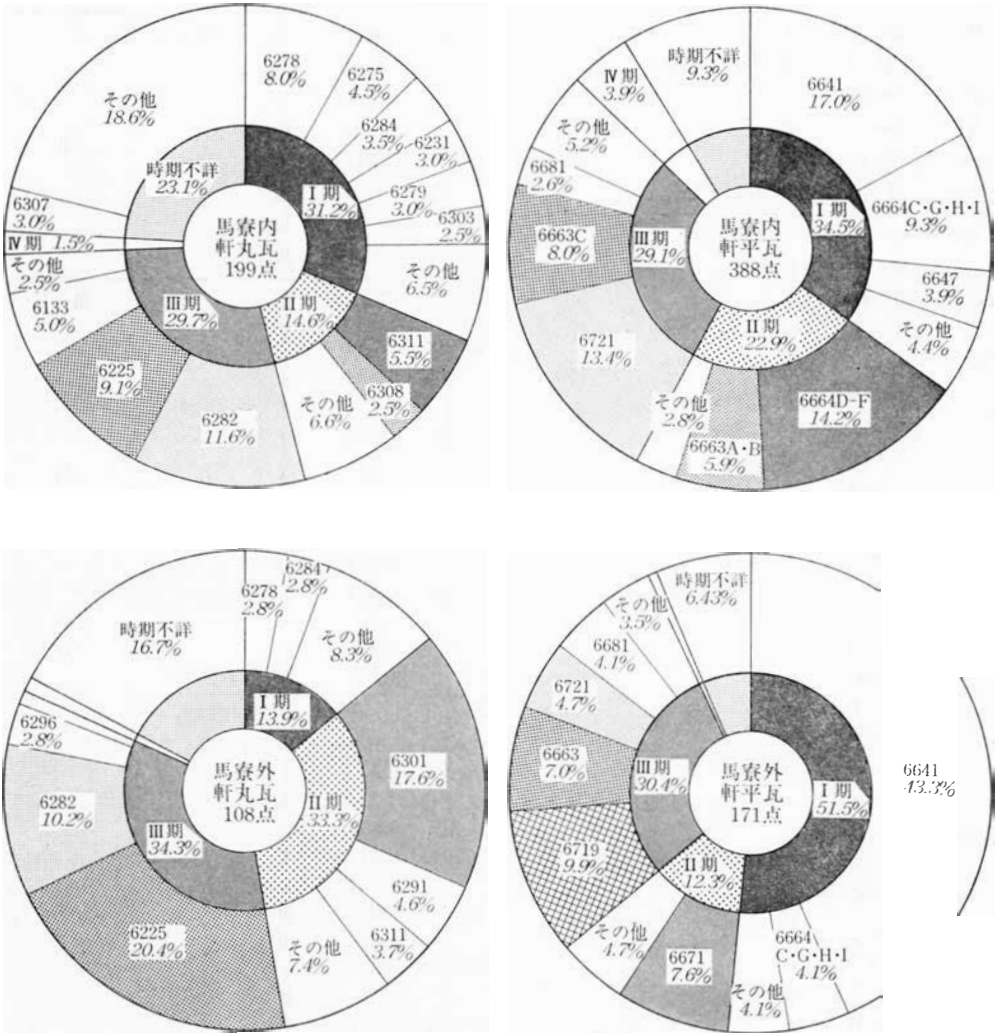 6278
8.0%
6275
4.5%
6284
3.5%
6231
3.0%
6279
3.0%
6303
2.5%
その他
6.5%
6311
5.5%
6308
2.5%
その他
6.6%
6282
11.6%
6225
9.1%
6133
5.0%
その他
2.5%
Ⅳ期 1.5%
6307
3.0%
その他
18.6%
時期不詳
23.1%
Ⅰ期
31.2%
Ⅱ期
14.6%
Ⅲ期
29.7%
馬寮内
軒丸瓦
199点
6641
17.0%
6664C・G・H・I
9.3%
6647
3.9%
その他
4.4%
6664D-F
14.2%
6663A・B
5.9%
その他
2.8%
6721
13.4%
6663C
8.0%
6681
2.6%
その他
5.2%
Ⅳ期
3.9%
時期不詳
9.3%
Ⅰ期
34.5%
Ⅱ期
22.9%
Ⅲ期
29.1%
馬寮内
軒平瓦
388点
6278
2.8%
6284
2.8%
その他
8.3%
6301
17.6%
6291
4.6%
6311
3.7%
その他
7.4%
6225
20.4%
6282
10.2%
6296
2.8%
時期不詳
16.7%
Ⅰ期
13.9%
Ⅱ期
33.3%
Ⅲ期
34.3%
馬寮外
軒丸瓦
108点
6641
43.3%
6664
C・G・H・I
4.1%
その他
4.1%
6671
7.6%
その他
4.7%
6719
9.9%
6663
7.0%
6721
4.7%
6681
4.1%
その他
3.5%
時期不詳
6.43%
Ⅰ期
51.5%
Ⅱ期
12.3%
Ⅲ期
30.4%
馬寮外
軒平瓦
171点